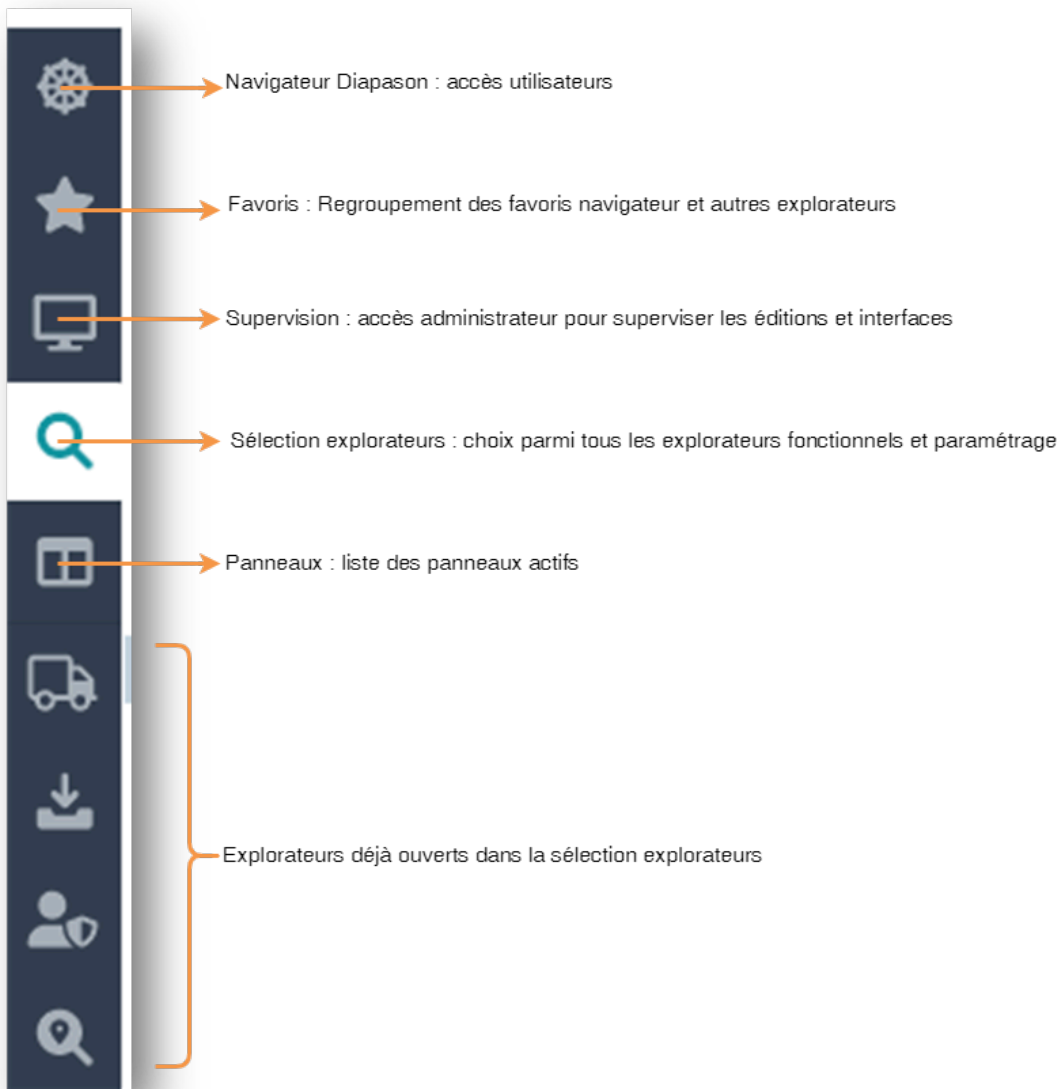 Navigateur Diapason : accès utilisateurs
Favoris : Regroupement des favoris navigateur et autres explorateurs
Supervision : accès administrateur pour superviser les éditions et interfaces
Sélection explorateurs : choix parmi tous les explorateurs fonctionnels et paramétrage
Panneaux : liste des panneaux actifs
Explorateurs déjà ouverts dans la sélection explorateurs